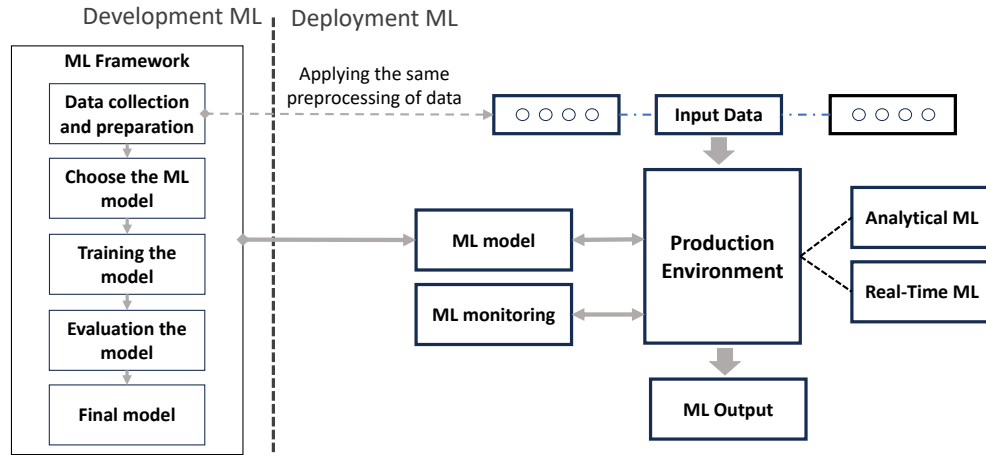 Development ML
Deployment ML
ML Framework
Data collection
and preparation
Choose the ML
model
Training the
model
Evaluation the
model
Final model
Applying the same
preprocessing of data
Input Data
ML model
ML monitoring
Production
Environment
Analytical ML
Real-Time ML
ML Output